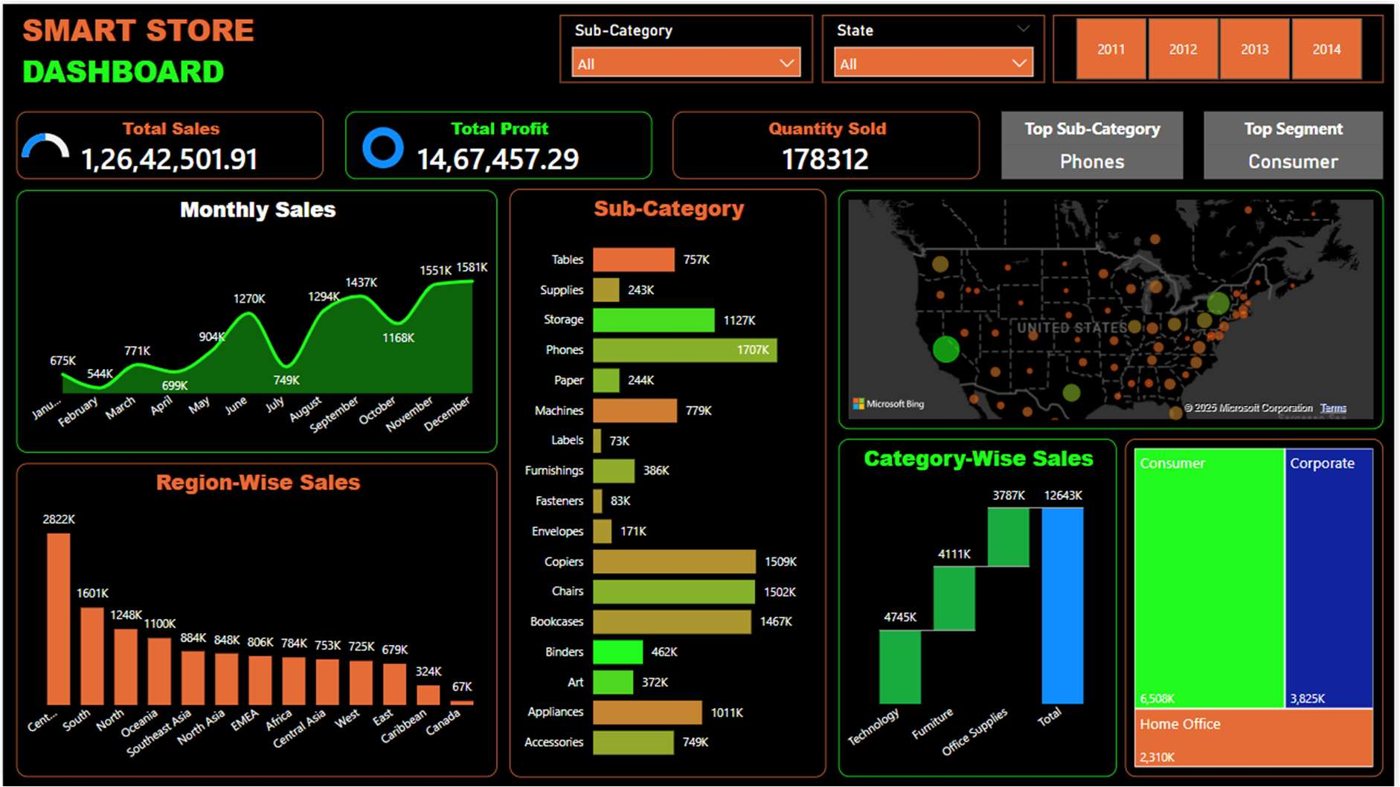 SMART STORE
DASHBOARD
Sub-Category
All
State
All
2011
2012
2013
2014
Total Sales
1,26,42,501.91
Total Profit
14,67,457.29
Quantity Sold
178312
Top Sub-Category
Phones
Top Segment
Consumer
Monthly Sales
675K
544K
771K
699K
904K
1270K
749K
1294K
1437K
1168K
1551K
1581K
Janu...
February
March
April
May
June
July
August
September
October
November
December
Region-Wise Sales
2822K
1601K
1248K
1100K
884K
848K
806K
784K
753K
725K
679K
324K
67K
Cent...
South
North
Oceania
Southeast Asia
North Asia
EMEA
Africa
Central Asia
West
East
Caribbean
Canada
Sub-Category
Tables 757K
Supplies 243K
Storage 1127K
Phones 1707K
Paper 244K
Machines 779K
Labels 73K
Furnishings 386K
Fasteners 83K
Envelopes 171K
Copiers 1509K
Chairs 1502K
Bookcases 1467K
Binders 462K
Art 372K
Appliances 1011K
Accessories 749K
UNITED STATES
Microsoft Bing
© 2025 Microsoft Corporation Terms
Category-Wise Sales
4745K
4111K
3787K
12643K
Technology
Furniture
Office Supplies
Total
Consumer
6,508K
Corporate
3,825K
Home Office
2,310K